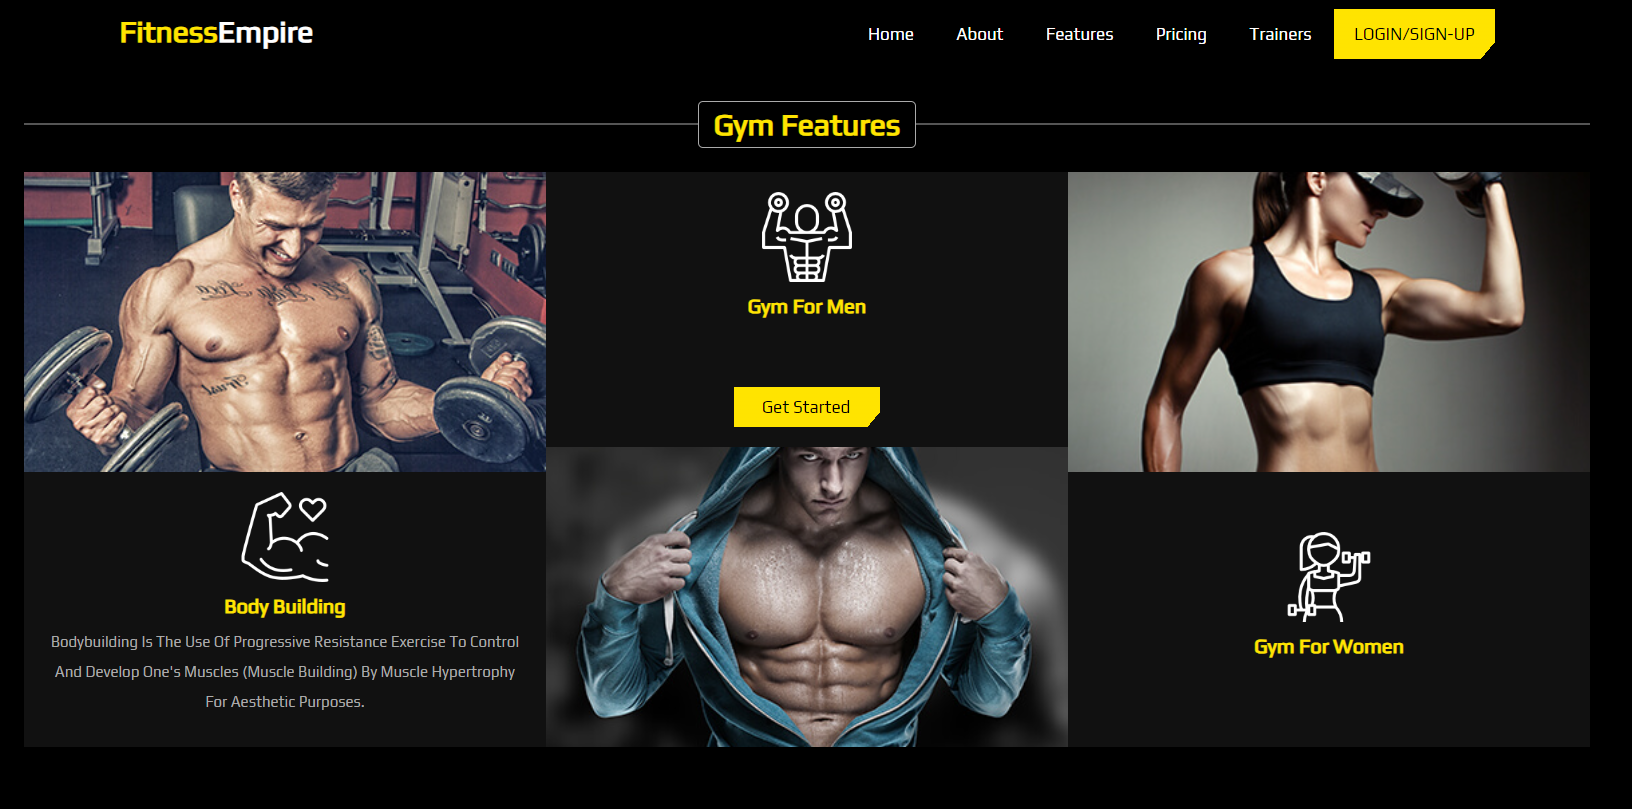 FitnessEmpire
Home About Features Pricing Trainers LOGIN/SIGN-UP
Gym Features
Gym For Men
Get Started
Body Building
Bodybuilding Is The Use Of Progressive Resistance Exercise To Control
And Develop One's Muscles (Muscle Building) By Muscle Hypertrophy
For Aesthetic Purposes.
Gym For Women